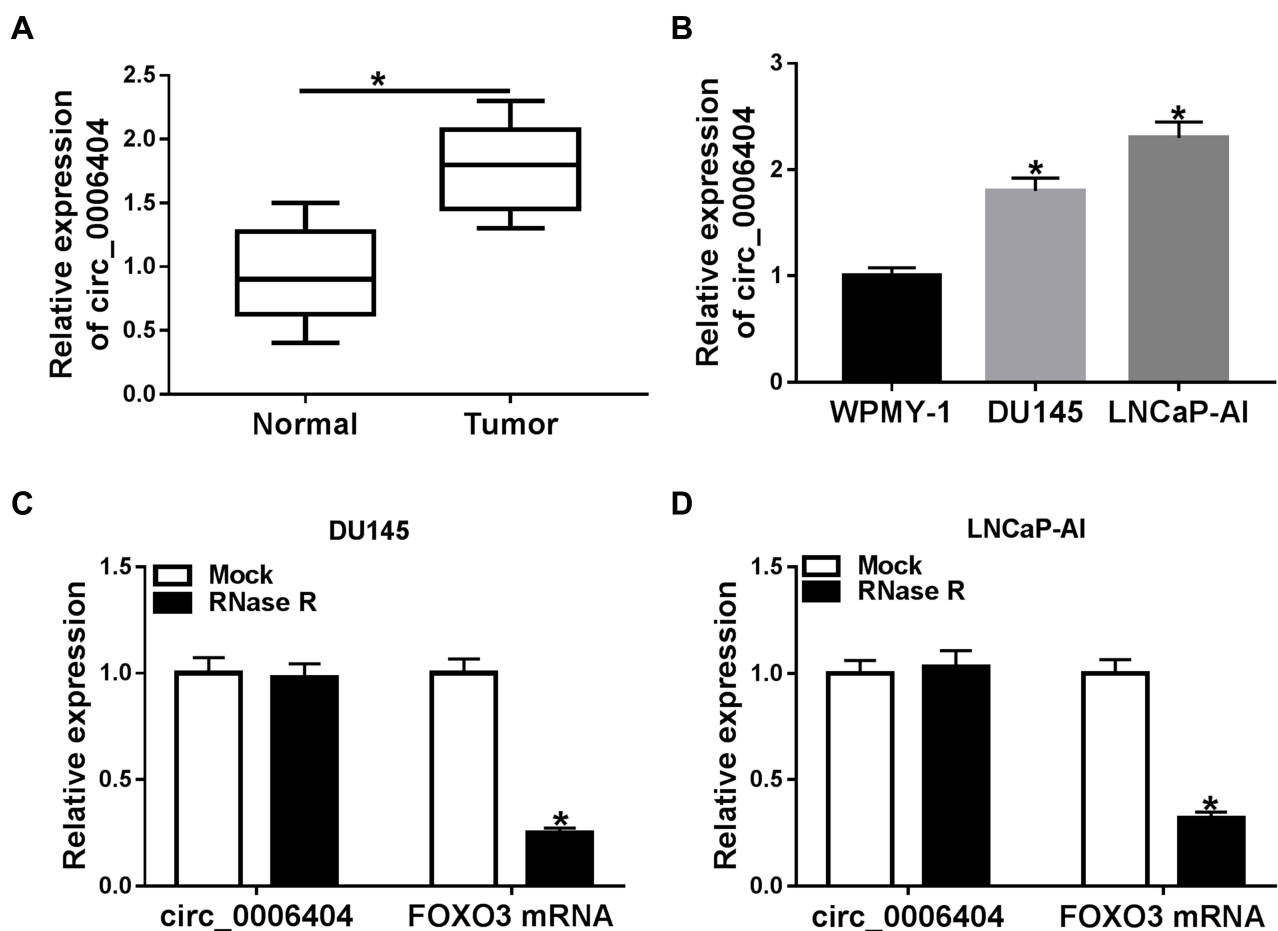 A
Relative expression
of circ_0006404
2.5
2.0
1.5
1.0
0.5
0.0
*
Normal
Tumor
B
Relative expression
of circ_0006404
3
2
1
0
*
*
WPMY-1
DU145
LNCaP-AI
C
DU145
Relative expression
1.5
1.0
0.5
0.0
Mock
RNase R
*
circ_0006404
FOXO3 mRNA
D
LNCaP-AI
Relative expression
1.5
1.0
0.5
0.0
Mock
RNase R
*
circ_0006404
FOXO3 mRNA